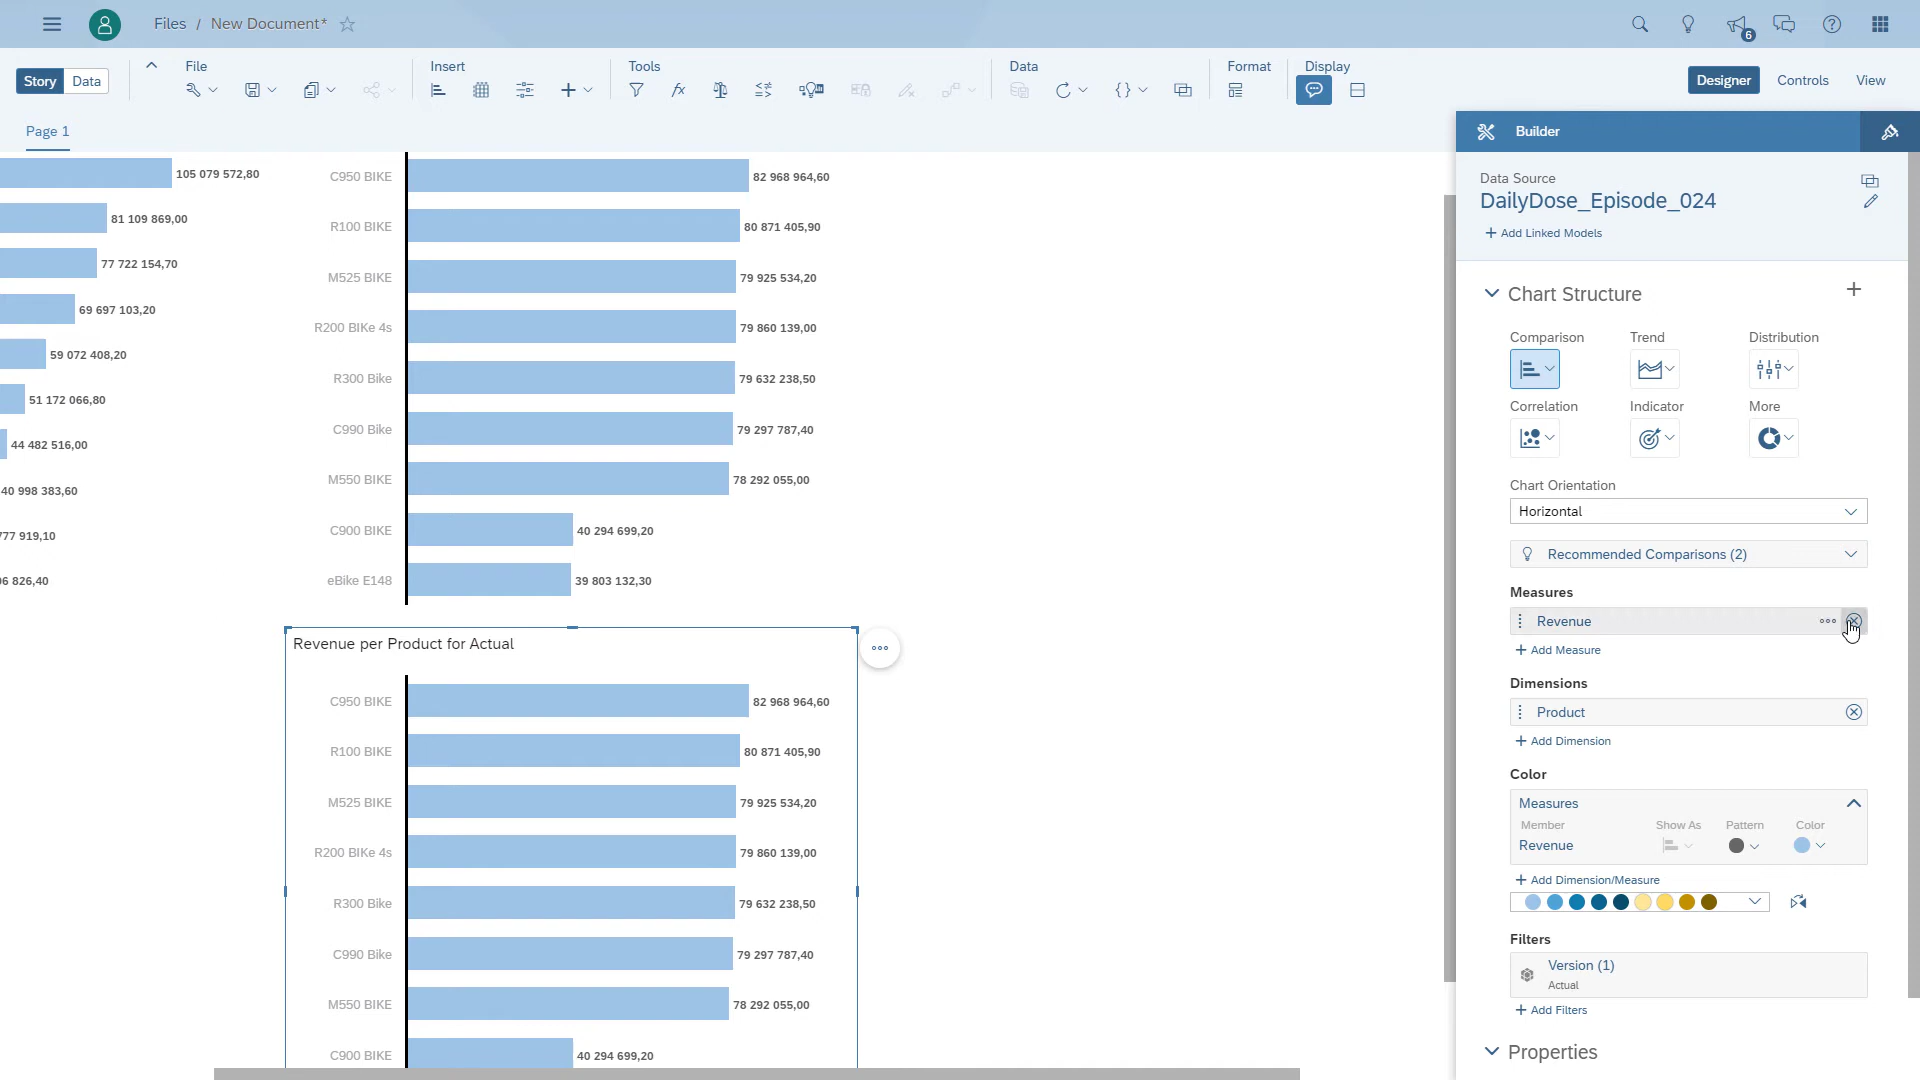 Files / New Document*
6
Story Data
File
Insert
Tools
Data
Format
Display
Designer Controls View
Page 1
105 079 572,80
81 109 869,00
77 722 154,70
69 697 103,20
59 072 408,20
51 172 066,80
44 482 516,00
40 998 383,60
777 919,10
06 826,40
C950 BIKE 82 968 964,60
R100 BIKE 80 871 405,90
M525 BIKE 79 925 534,20
R200 BIKe 4s 79 860 139,00
R300 Bike 79 632 238,50
C990 Bike 79 297 787,40
M550 BIKE 78 292 055,00
C900 BIKE 40 294 699,20
eBike E148 39 803 132,30
Revenue per Product for Actual
C950 BIKE 82 968 964,60
R100 BIKE 80 871 405,90
M525 BIKE 79 925 534,20
R200 BIKe 4s 79 860 139,00
R300 Bike 79 632 238,50
C990 Bike 79 297 787,40
M550 BIKE 78 292 055,00
C900 BIKE 40 294 699,20
Builder
Data Source
DailyDose_Episode_024
+ Add Linked Models
Chart Structure
Comparison Trend Distribution
Correlation Indicator More
Chart Orientation
Horizontal
Recommended Comparisons (2)
Measures
Revenue
+ Add Measure
Dimensions
Product
+ Add Dimension
Color
Measures
Member Show As Pattern Color
Revenue
+ Add Dimension/Measure
Filters
Version (1)
Actual
+ Add Filters
Properties